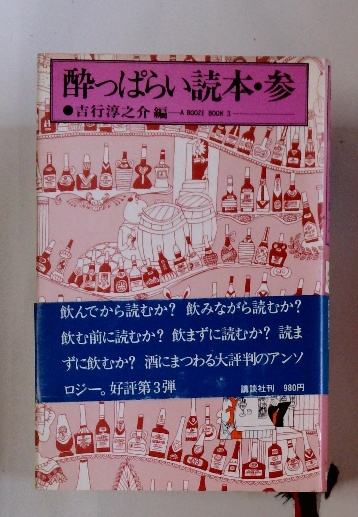 酔っぱらい読本・参
●吉行淳之介 編—A BOOZE BOOK 3—
飲んでから読むか? 飲みながら読むか?
飲む前に読むか? 飲まずに読むか? 読ま
ずに飲むか? 酒にまつわる大評判のアンソ
ロジー。好評第3弾
講談社刊 980円